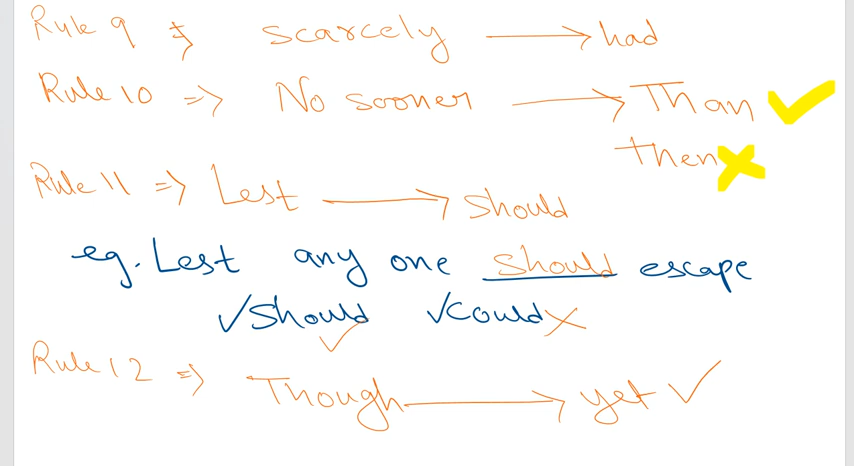 Rule 9 => scarcely → had
Rule 10 => No sooner → Than ✓
then ✗
Rule 11 => Lest → should
eg. Lest any one should escape
✓should ✓could ✗
✓
Rule 12 => Though → yet ✓